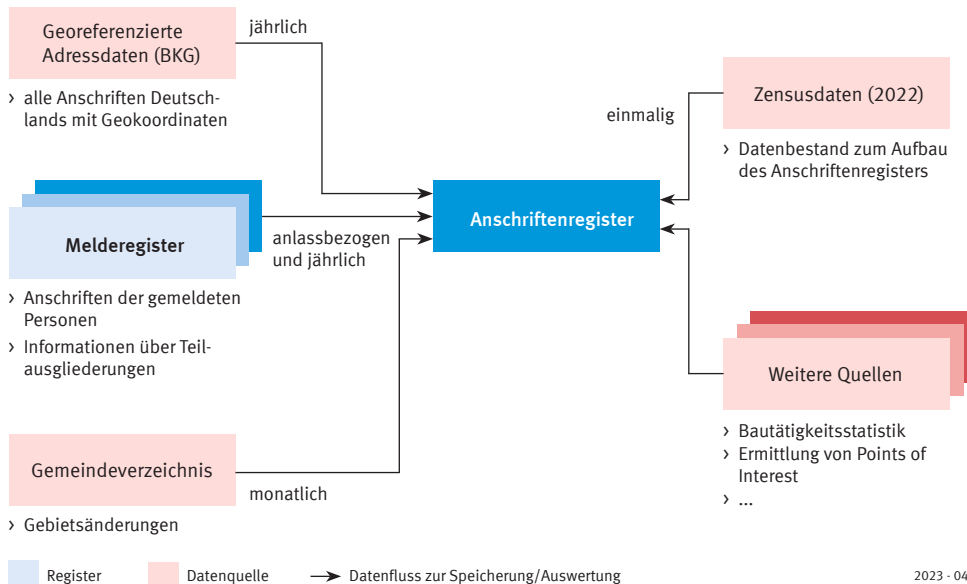 Georeferenzierte
Adressdaten (BKG)
jährlich
› alle Anschriften Deutsch-
lands mit Geokoordinaten
Melderegister
anlassbezogen
und jährlich
› Anschriften der gemeldeten
Personen
› Informationen über Teil-
ausgliederungen
Gemeindeverzeichnis
monatlich
› Gebietsänderungen
Anschriftenregister
einmalig
Zensusdaten (2022)
› Datenbestand zum Aufbau
des Anschriftenregisters
Weitere Quellen
› Bautätigkeitsstatistik
› Ermittlung von Points of
Interest
› ...
Register
Datenquelle
Datenfluss zur Speicherung/Auswertung
2023 - 04